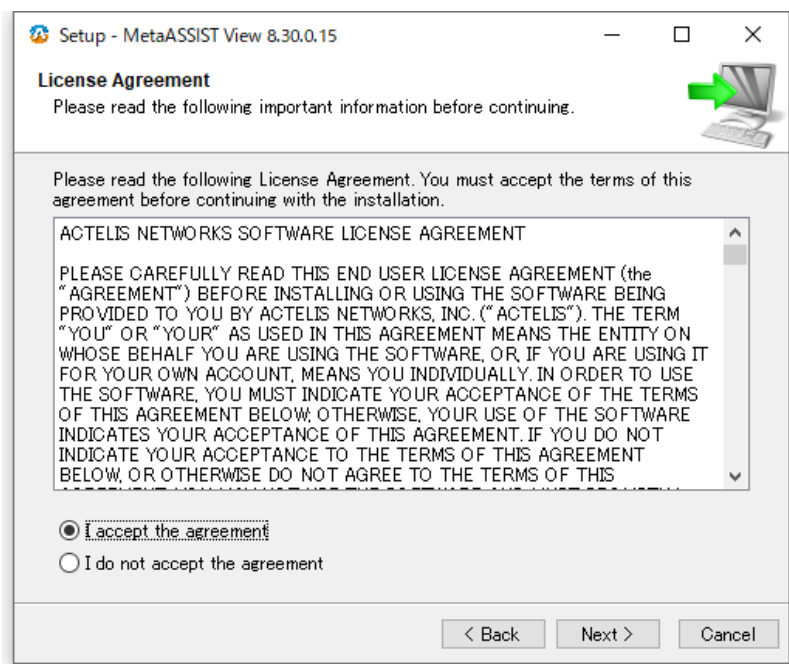 Setup - MetaASSIST View 8.30.0.15
License Agreement
Please read the following important information before continuing.
Please read the following License Agreement. You must accept the terms of this
agreement before continuing with the installation.
ACTELIS NETWORKS SOFTWARE LICENSE AGREEMENT
PLEASE CAREFULLY READ THIS END USER LICENSE AGREEMENT (the
"AGREEMENT") BEFORE INSTALLING OR USING THE SOFTWARE BEING
PROVIDED TO YOU BY ACTELIS NETWORKS, INC. ("ACTELIS"). THE TERM
"YOU" OR "YOUR" AS USED IN THIS AGREEMENT MEANS THE ENTITY ON
WHOSE BEHALF YOU ARE USING THE SOFTWARE, OR, IF YOU ARE USING IT
FOR YOUR OWN ACCOUNT, MEANS YOU INDIVIDUALLY. IN ORDER TO USE
THE SOFTWARE, YOU MUST INDICATE YOUR ACCEPTANCE OF THE TERMS
OF THIS AGREEMENT BELOW; OTHERWISE, YOUR USE OF THE SOFTWARE
INDICATES YOUR ACCEPTANCE OF THIS AGREEMENT. IF YOU DO NOT
INDICATE YOUR ACCEPTANCE TO THE TERMS OF THIS AGREEMENT
BELOW, OR OTHERWISE DO NOT AGREE TO THE TERMS OF THIS
I accept the agreement
I do not accept the agreement
< Back
Next >
Cancel